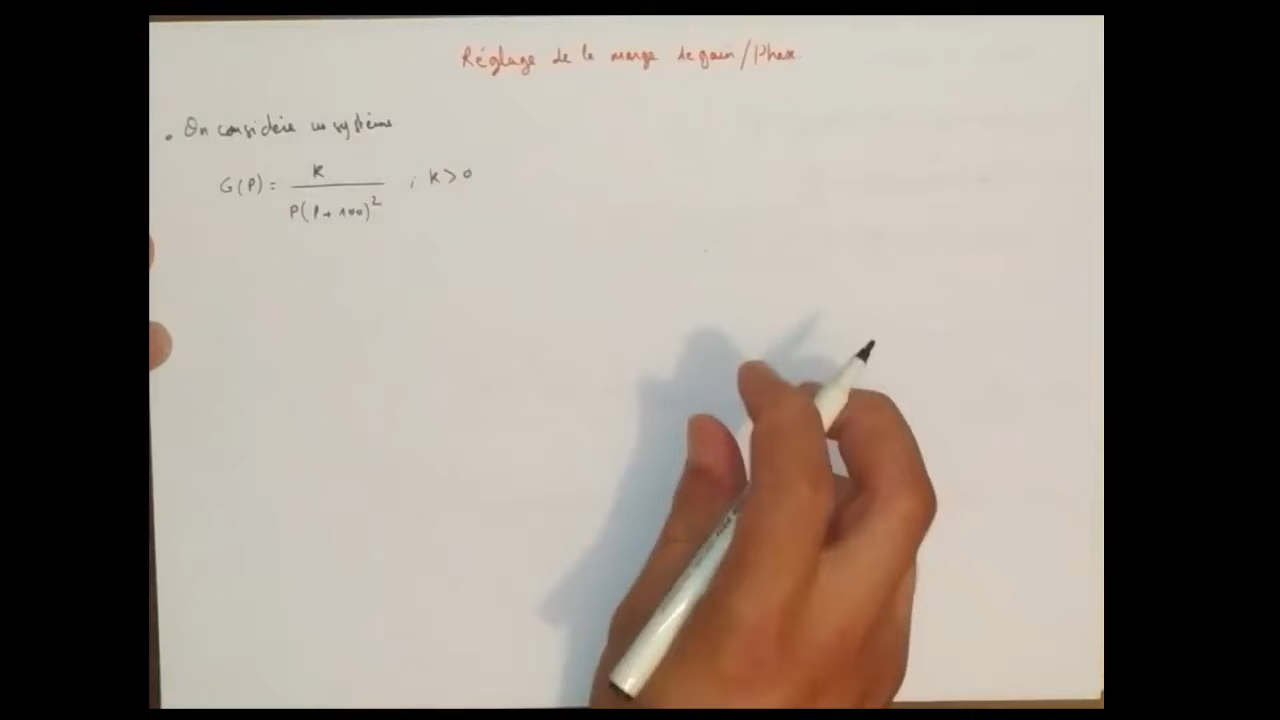 Réglage de la marge de gain/Phase.
. On considère un système
G(P) = K / P(P+100)² ; K > 0